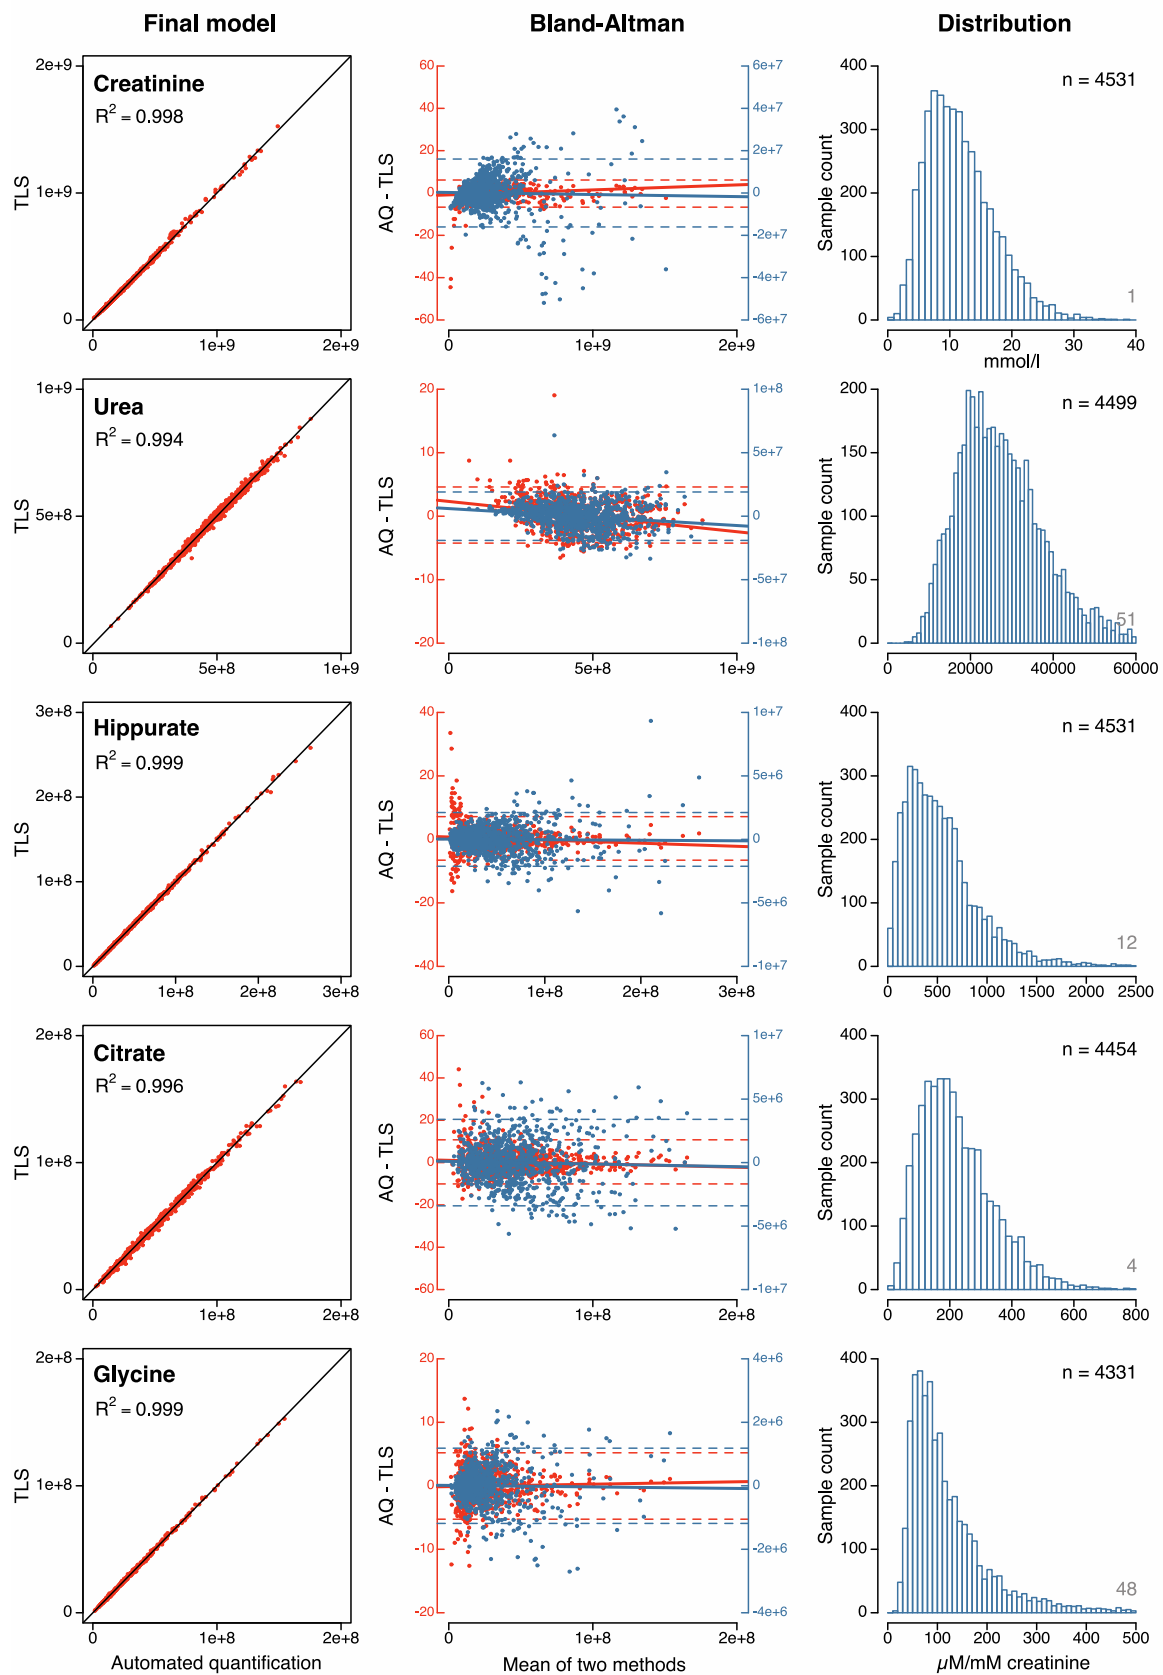 Final model
Bland-Altman
Distribution
Creatinine
R² = 0.998
TLS
2e+9
1e+9
0
0
1e+9
2e+9
AQ - TLS
60
40
20
0
-20
-40
-60
6e+7
4e+7
2e+7
0
-2e+7
-4e+7
-6e+7
0
1e+9
2e+9
Sample count
400
300
200
100
0
n = 4531
1
0
10
20
30
40
mmol/l
Urea
R² = 0.994
TLS
1e+9
5e+8
0
0
5e+8
1e+9
AQ - TLS
20
10
0
-10
-20
1e+8
5e+7
0
-5e+7
-1e+8
0
5e+8
1e+9
Sample count
200
150
100
50
0
n = 4499
51
20000
40000
60000
Hippurate
R² = 0.999
TLS
3e+8
2e+8
1e+8
0
0
1e+8
2e+8
3e+8
AQ - TLS
40
20
0
-20
-40
1e+7
5e+6
0
-5e+6
-1e+7
0
1e+8
2e+8
3e+8
Sample count
400
300
200
100
0
n = 4531
12
0
500
1000
1500
2000
2500
Citrate
R² = 0.996
TLS
2e+8
1e+8
0
0
1e+8
2e+8
AQ - TLS
60
40
20
0
-20
-40
-60
1e+7
5e+6
0
-5e+6
-1e+7
0
1e+8
2e+8
Sample count
400
300
200
100
0
n = 4454
4
0
200
400
600
800
Glycine
R² = 0.999
TLS
2e+8
1e+8
0
0
1e+8
2e+8
Automated quantification
AQ - TLS
20
10
0
-10
-20
4e+6
2e+6
0
-2e+6
-4e+6
0
1e+8
2e+8
Mean of two methods
Sample count
400
300
200
100
0
n = 4331
48
0
100
200
300
400
500
µM/mM creatinine